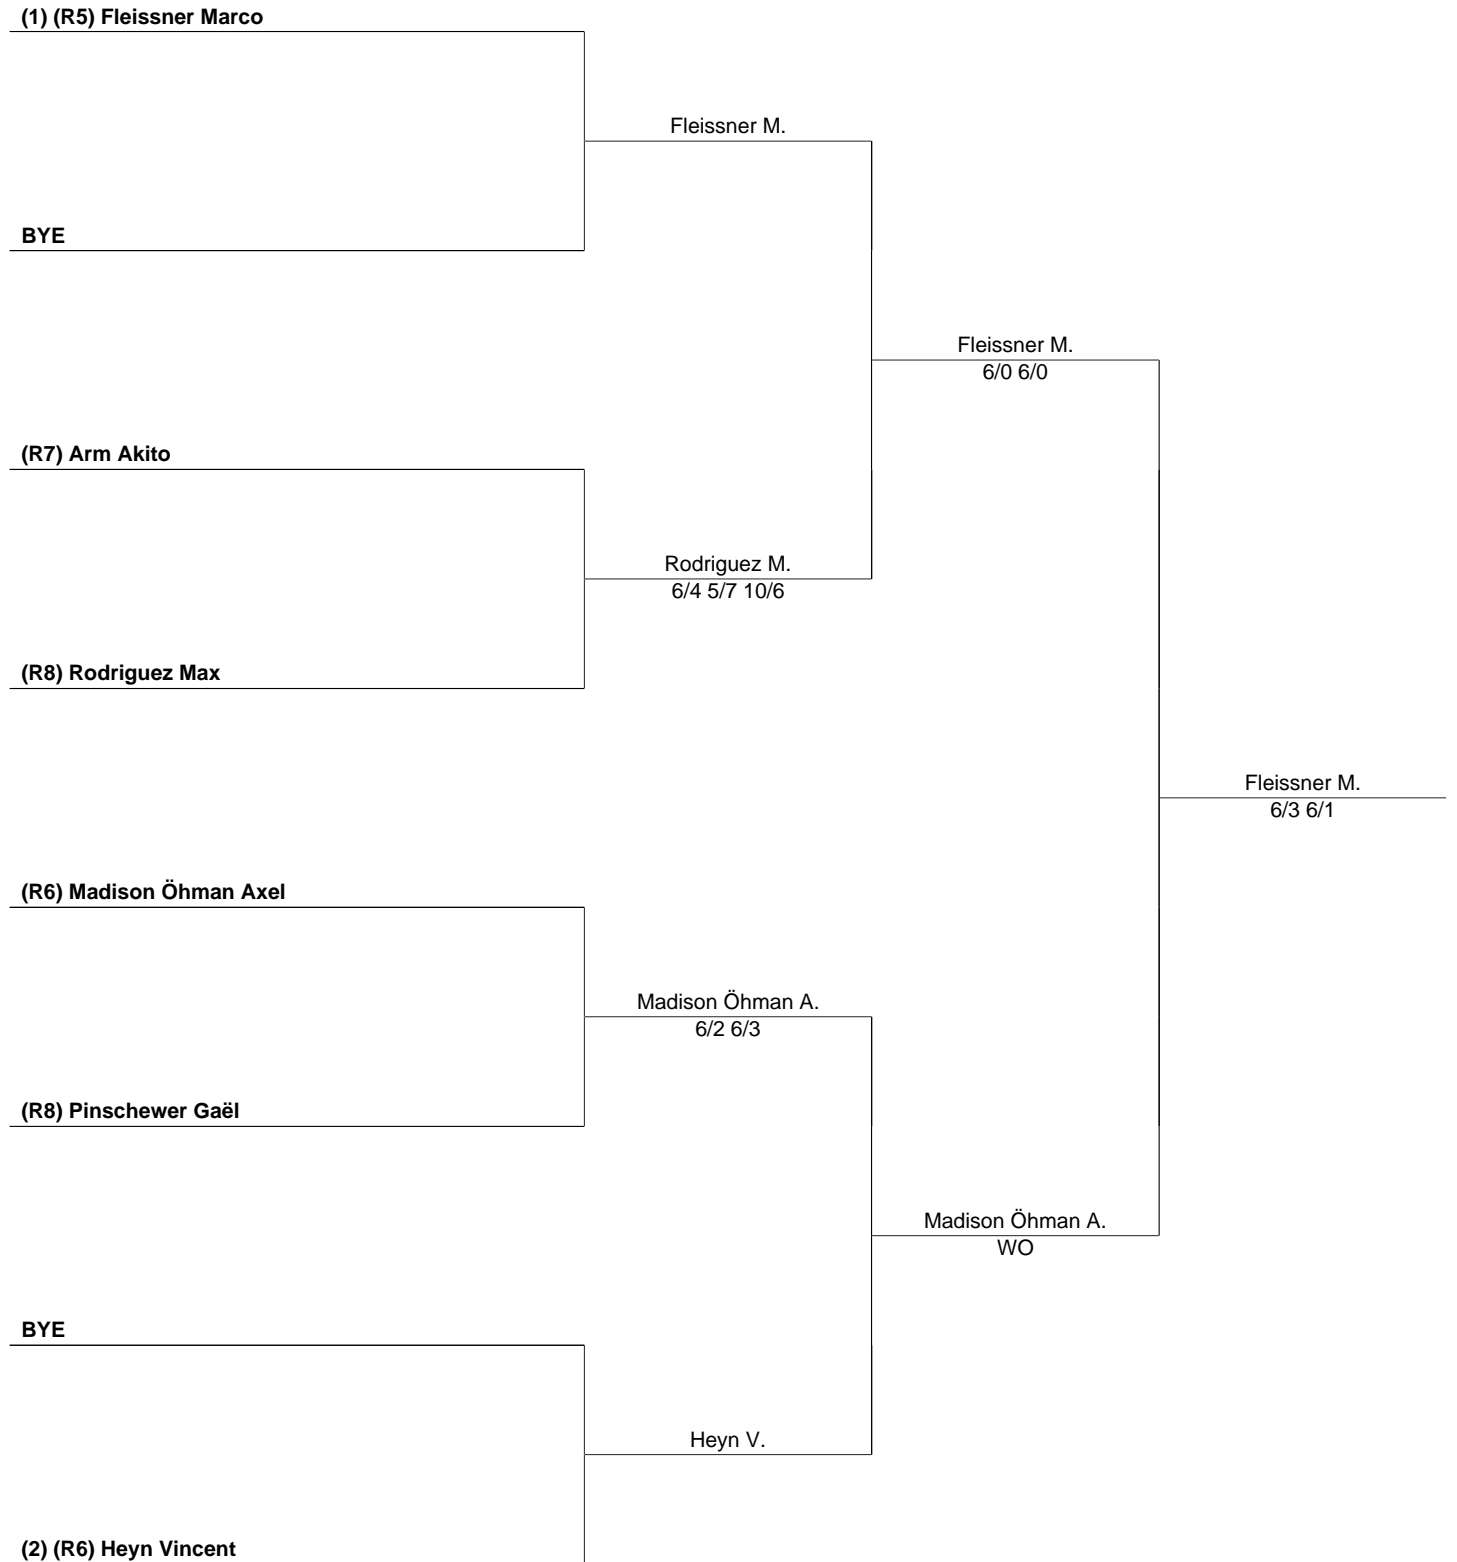 (1) (R5) Fleissner Marco
Fleissner M.
BYE
Fleissner M.
6/0 6/0
(R7) Arm Akito
Rodriguez M.
6/4 5/7 10/6
(R8) Rodriguez Max
Fleissner M.
6/3 6/1
(R6) Madison Öhman Axel
Madison Öhman A.
6/2 6/3
(R8) Pinschewer Gaël
Madison Öhman A.
WO
BYE
Heyn V.
(2) (R6) Heyn Vincent